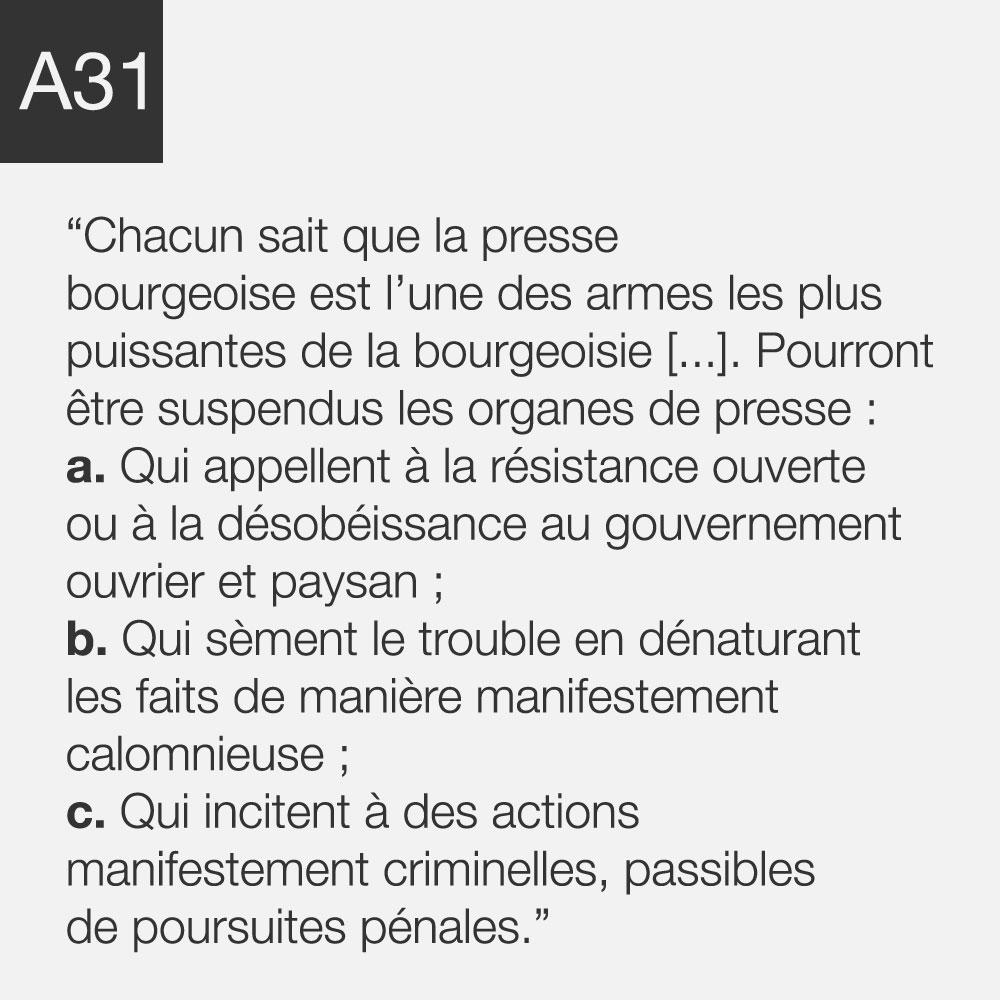 A31
“Chacun sait que la presse
bourgeoise est l’une des armes les plus
puissantes de la bourgeoisie [...]. Pourront
être suspendus les organes de presse :
a. Qui appellent à la résistance ouverte
ou à la désobéissance au gouvernement
ouvrier et paysan ;
b. Qui sèment le trouble en dénaturant
les faits de manière manifestement
calomnieuse ;
c. Qui incitent à des actions
manifestement criminelles, passibles
de poursuites pénales.”